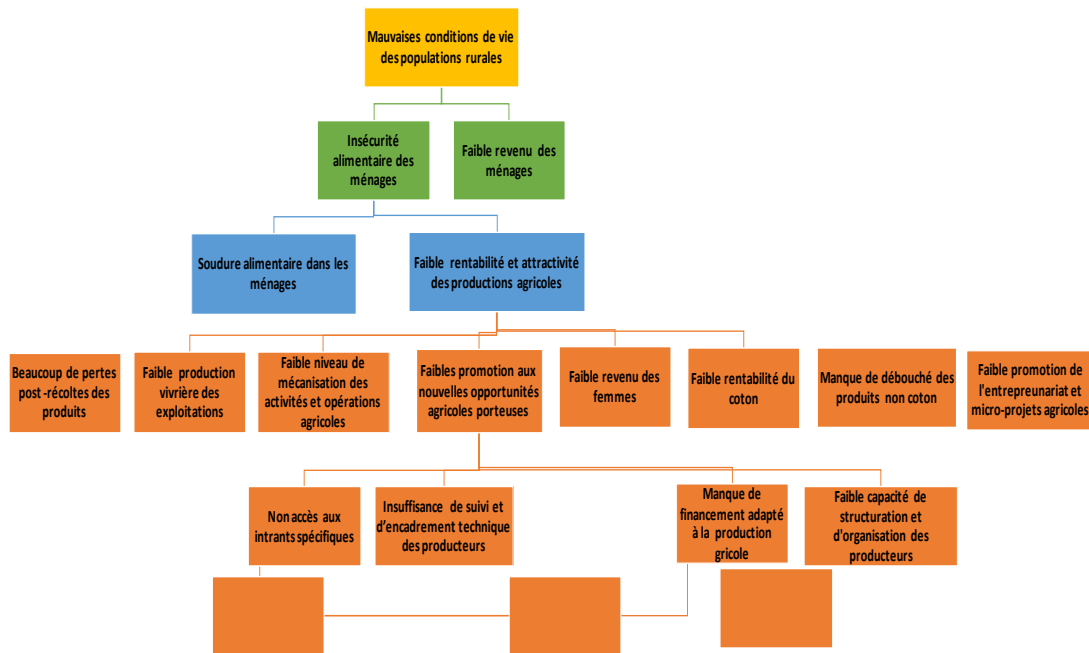 Mauvaises conditions de vie
des populations rurales
Insécurité
alimentaire des
ménages
Faible revenu des
ménages
Soudure alimentaire dans les
ménages
Faible rentabilité et attractivité
des productions agricoles
Beaucoup de pertes
post -récoltes des
produits
Faible production
vivrière des
exploitations
Faible niveau de
mécanisation des
activités et opérations
agricoles
Faibles promotion aux
nouvelles opportunités
agricoles porteuses
Faible revenu des
femmes
Faible rentabilité du
coton
Manque de débouché des
produits non coton
Faible promotion de
l'entrepreunariat et
micro-projets agricoles
Non accès aux
intrants spécifiques
Insuffisance de suivi et
d'encadrement technique
des producteurs
Manque de
financement adapté
à la production
gricole
Faible capacité de
structuration et
d'organisation des
producteurs